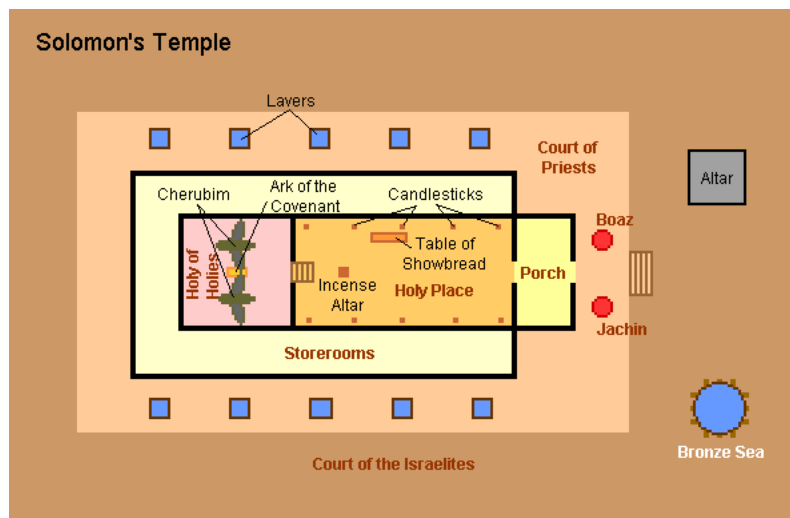 Solomon's Temple
Lavers
Court of
Priests
Altar
Cherubim
Ark of the
Covenant
Candlesticks
Boaz
Holy of
Holies
Table of
Showbread
Porch
Incense
Altar
Holy Place
Jachin
Storerooms
Bronze Sea
Court of the Israelites